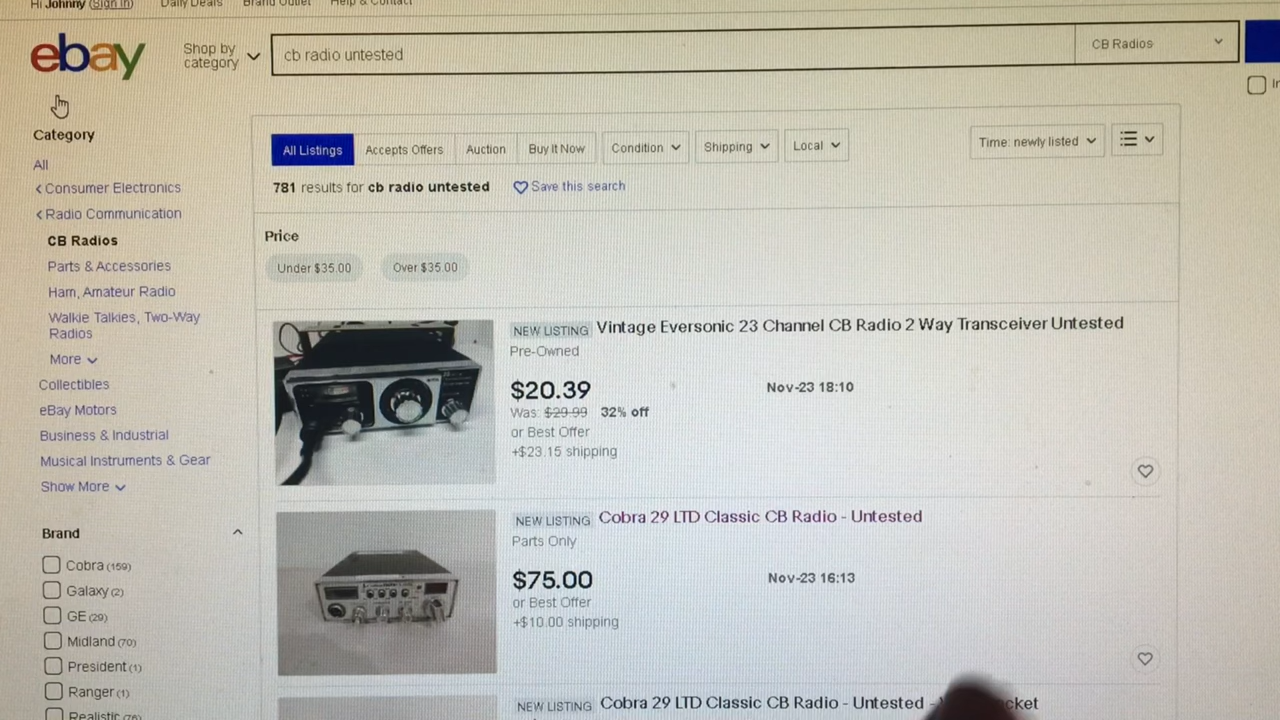 Hi Johnny (Sign in) Daily Deals Brand Outlet Help & Contact
ebay
Shop by
category
cb radio untested
CB Radios
Category
All
Consumer Electronics
Radio Communication
CB Radios
Parts & Accessories
Ham, Amateur Radio
Walkie Talkies, Two-Way
Radios
More
Collectibles
eBay Motors
Business & Industrial
Musical Instruments & Gear
Show More
Brand
Cobra (159)
Galaxy (2)
GE (29)
Midland (70)
President (1)
Ranger (1)
Realistic (76)
All Listings Accepts Offers Auction Buy It Now Condition Shipping Local
Time: newly listed
781 results for cb radio untested Save this search
Price
Under $35.00 Over $35.00
NEW LISTING Vintage Eversonic 23 Channel CB Radio 2 Way Transceiver Untested
Pre-Owned
$20.39 Nov-23 18:10
Was: $29.99 32% off
or Best Offer
+$23.15 shipping
NEW LISTING Cobra 29 LTD Classic CB Radio - Untested
Parts Only
$75.00 Nov-23 16:13
or Best Offer
+$10.00 shipping
NEW LISTING Cobra 29 LTD Classic CB Radio - Untested -